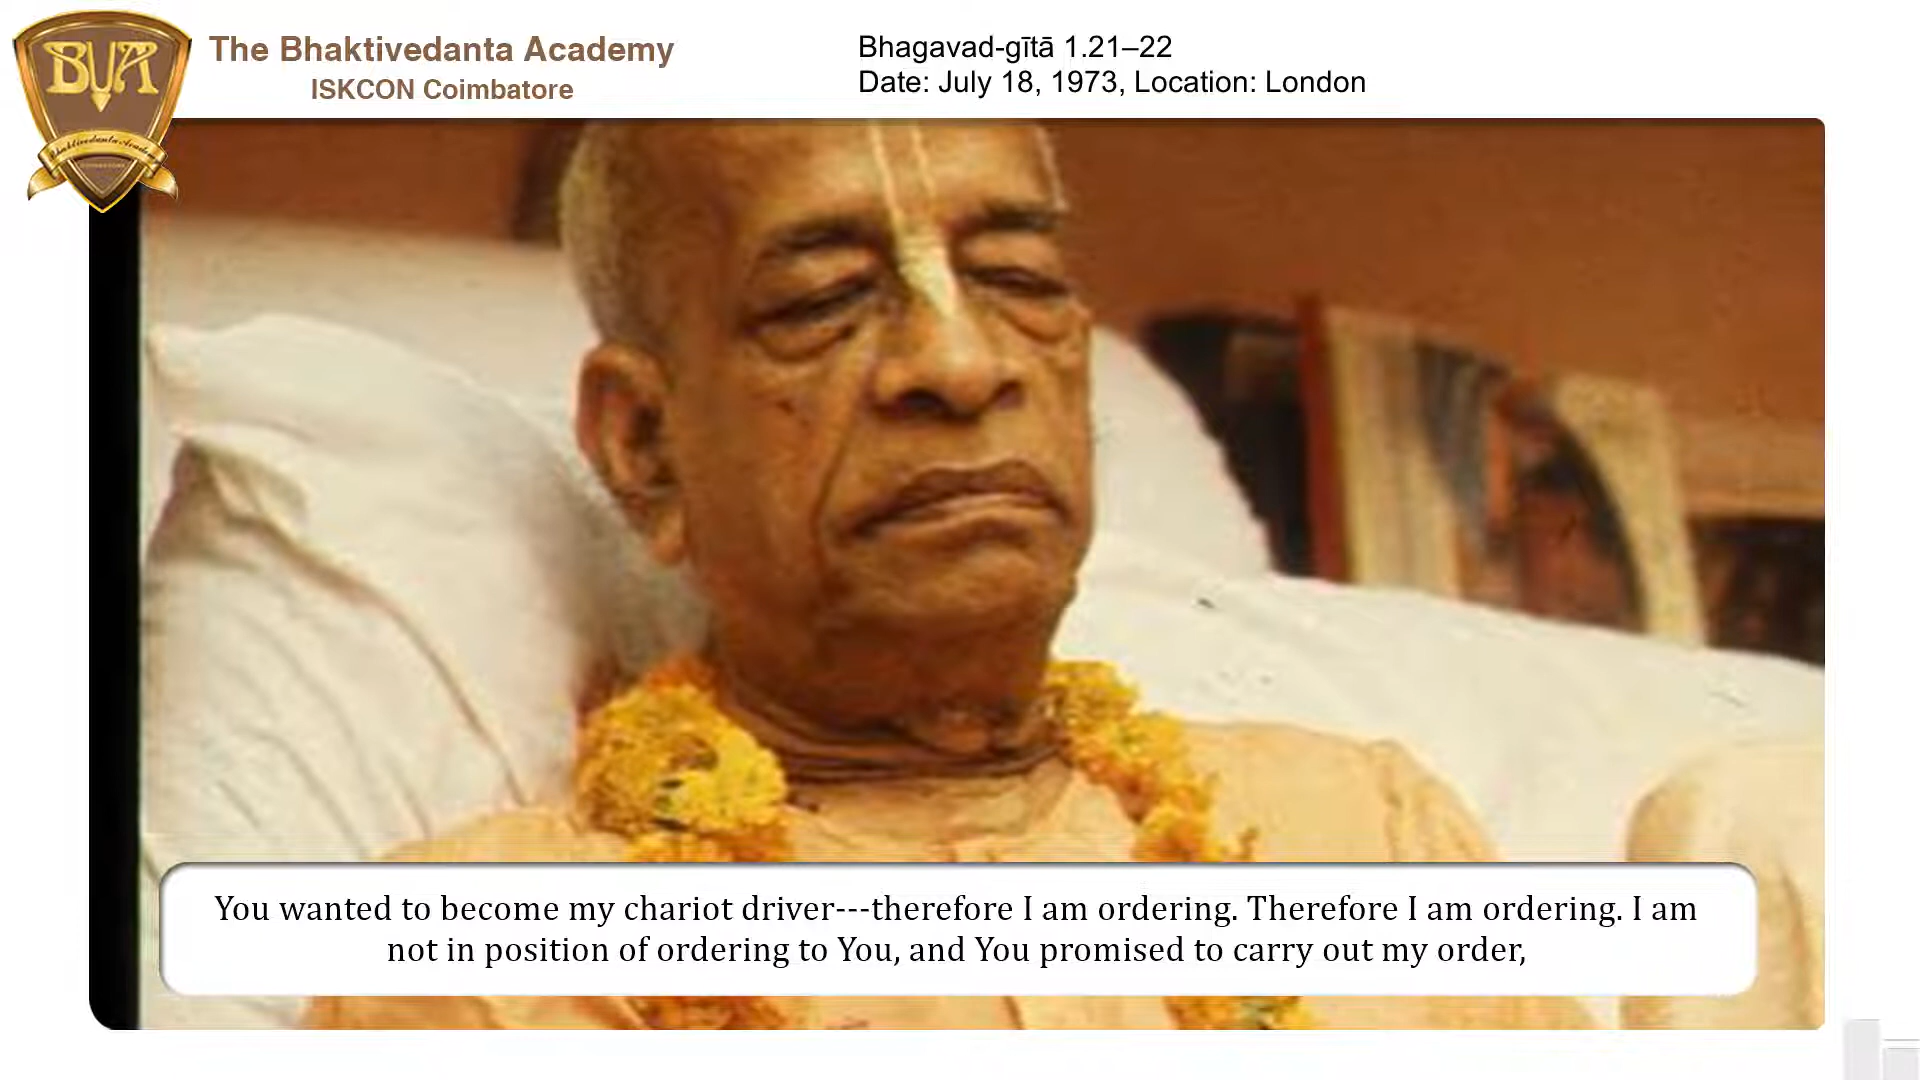 BVA
The Bhaktivedanta Academy
ISKCON Coimbatore
Bhagavad-gītā 1.21–22
Date: July 18, 1973, Location: London
Bhaktivedanta Academy
You wanted to become my chariot driver---therefore I am ordering. Therefore I am ordering. I am
not in position of ordering to You, and You promised to carry out my order,